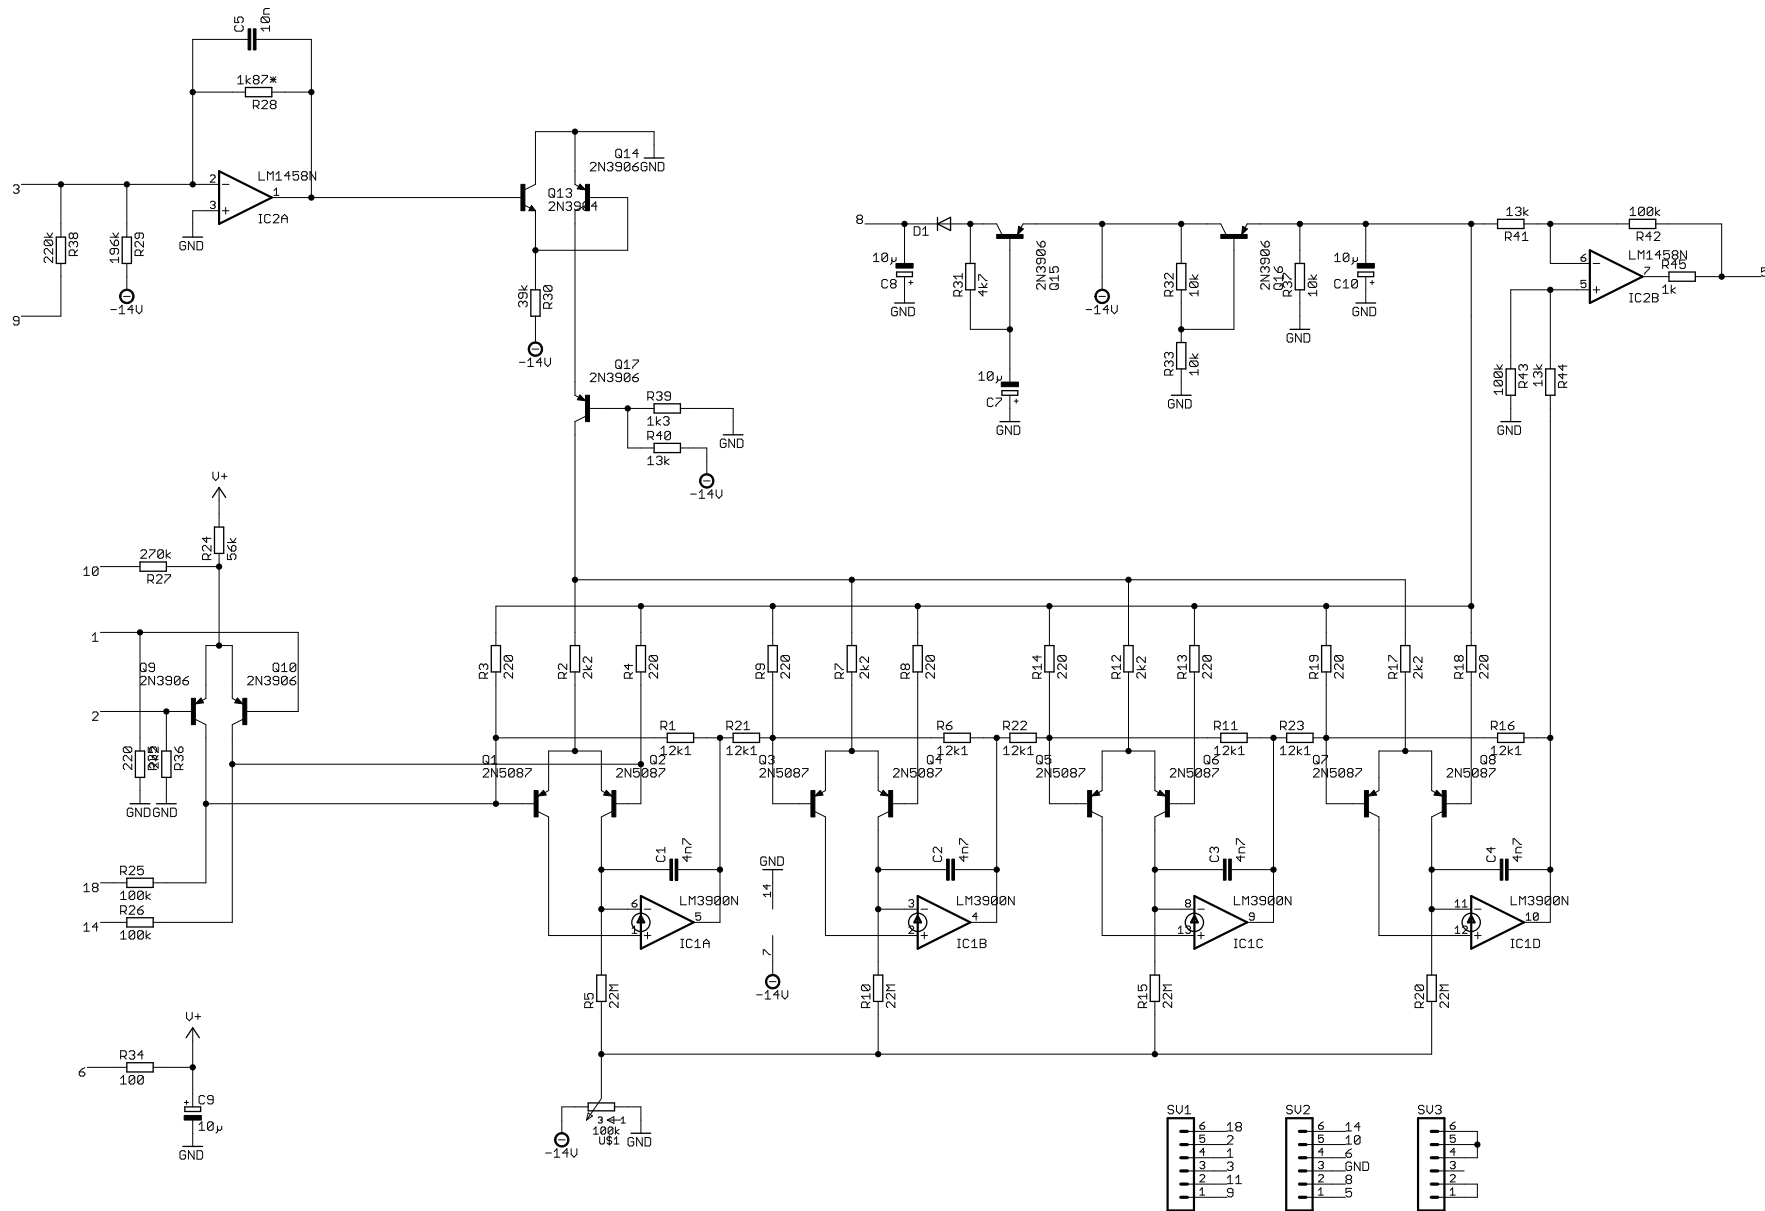 C5
10n
1k87*
R28
LM1458N
2
3
1
IC2A
GND
3
220k
R38
196k
R29
-14V
9
Q14
2N3906
GND
Q13
39k
R30
-14V
Q17
2N3906
R39
1k3
GND
R40
13k
-14V
8
D1
10µ
C8
GND
R31
4k7
2N3906
Q15
10µ
C7
GND
-14V
R32
10k
R33
10k
GND
2N3906
Q16
R37
10k
GND
10µ
C10
GND
13k
R41
100k
R42
LM1458N
6
5
7
IC2B
R45
1k
5
100k
R43
GND
13k
R44
V+
R24
56k
270k
R27
10
1
Q9
2N3906
Q10
2N3906
2
220
R36
GND
GND
18
R25
100k
14
R26
100k
R3
220
R2
2k2
R4
220
R9
220
R7
2k2
R8
220
R14
220
R12
2k2
R13
220
R19
220
R17
2k2
R18
220
R1
12k1
R21
12k1
R6
12k1
R22
12k1
R11
12k1
R23
12k1
R16
12k1
Q1
2N5087
Q2
2N5087
Q3
2N5087
Q4
2N5087
Q5
2N5087
Q6
2N5087
Q7
2N5087
Q8
2N5087
C1
4n7
C2
4n7
C3
4n7
C4
4n7
GND
14
7
-14V
LM3900N
6
1
5
IC1A
LM3900N
3
2
4
IC1B
LM3900N
8
13
9
IC1C
LM3900N
11
12
10
IC1D
R5
22M
R10
22M
R15
22M
R20
22M
V+
6
R34
100
C9
10µ
GND
-14V
3
1
100k
U$1
GND
SV1
6 18
5 2
4 1
3 3
2 11
1 9
SV2
6 14
5 10
4 6
3 GND
2 8
1 5
SV3
6
5
4
3
2
1